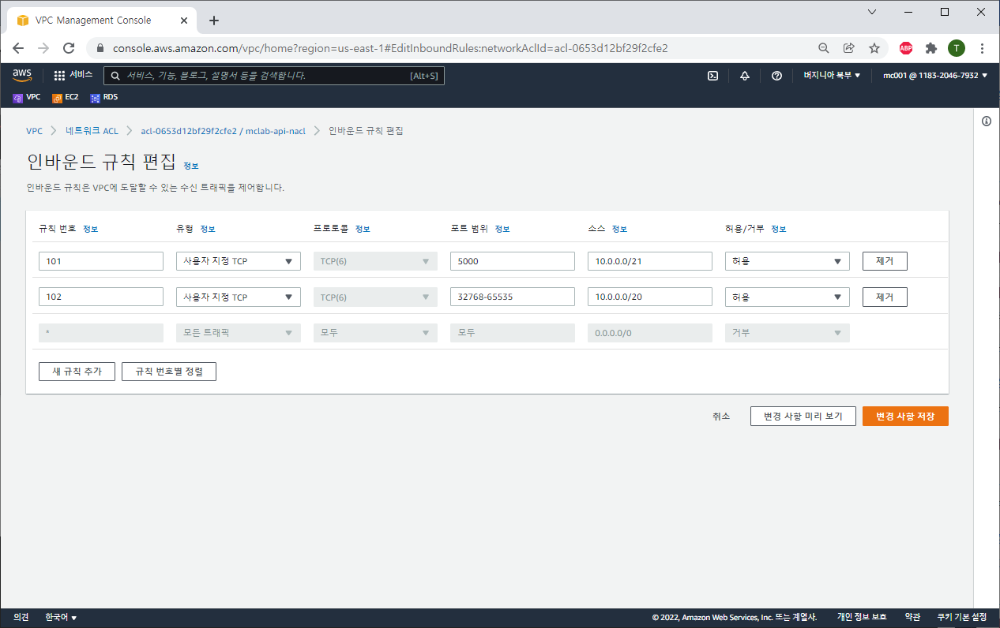 VPC Management Console
console.aws.amazon.com/vpc/home?region=us-east-1#EditInboundRules:networkAclId=acl-0653d12bf29f2cfe2 ABP T
aws 서비스 서비스, 기능, 블로그, 설명서 등을 검색합니다. [Alt+S] 버지니아 북부 mc001 @ 1183-2046-7932
VPC EC2 RDS
VPC 네트워크 ACL acl-0653d12bf29f2cfe2 / mclab-api-nacl 인바운드 규칙 편집
인바운드 규칙 편집 정보
인바운드 규칙은 VPC에 도달할 수 있는 수신 트래픽을 제어합니다.
규칙 번호 정보 유형 정보 프로토콜 정보 포트 범위 정보 소스 정보 허용/거부 정보
101 사용자 지정 TCP TCP(6) 5000 10.0.0.0/21 허용 제거
102 사용자 지정 TCP TCP(6) 32768-65535 10.0.0.0/20 허용 제거
* 모든 트래픽 모두 모두 0.0.0.0/0 거부
새 규칙 추가 규칙 번호별 정렬
취소 변경 사항 미리 보기 변경 사항 저장
의견 한국어 © 2022, Amazon Web Services, Inc. 또는 계열사. 개인 정보 보호 약관 쿠키 기본 설정